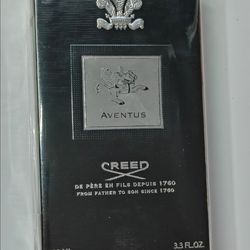 AVENTUS
CREED
DE PÈRE EN FILS DEPUIS 1760
FROM FATHER TO SON SINCE 1760
3.3 FL.OZ.